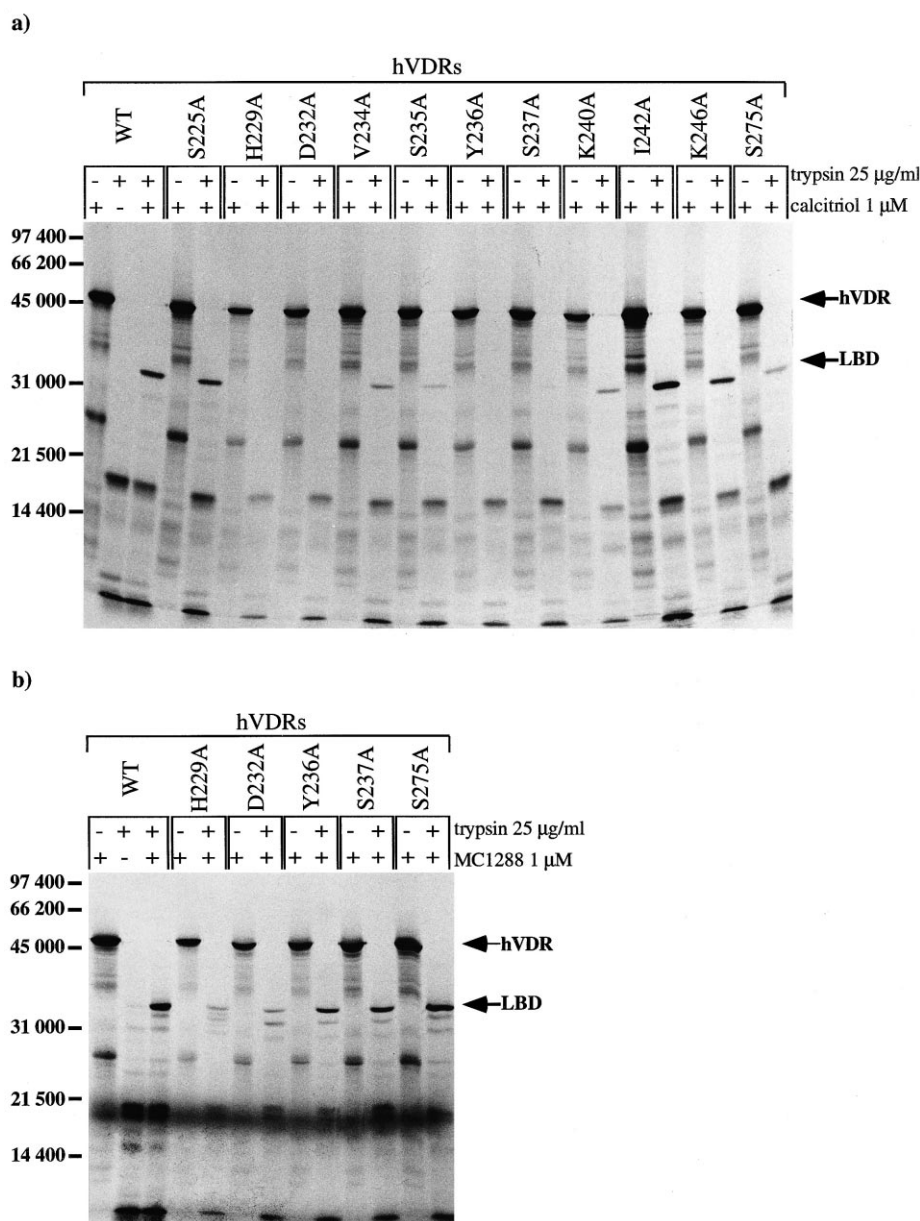 a)
hVDRs
WT S225A H229A D232A V234A S235A Y236A S237A K240A I242A K246A S275A
- + + - + - + - + - + - + - + - + - + - + - + - + trypsin 25 µg/ml
+ - + + + + + + + + + + + + + + + + + + + + + + + calcitriol 1 µM
97 400
66 200
45 000
hVDR
LBD
31 000
21 500
14 400
b)
hVDRs
WT H229A D232A Y236A S237A S275A
- + + - + - + - + - + - + trypsin 25 µg/ml
+ - + + + + + + + + + + + MC1288 1 µM
97 400
66 200
45 000
hVDR
LBD
31 000
21 500
14 400